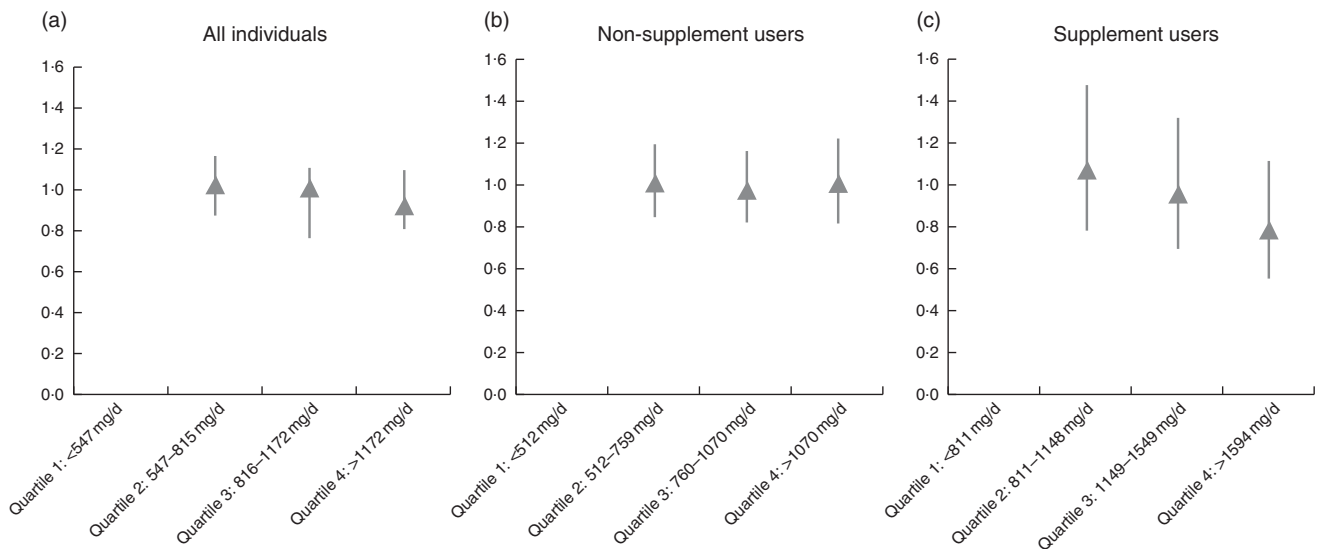 (a)
All individuals
1·6
1·4
1·2
1·0
0·8
0·6
0·4
0·2
0·0
Quartile 1: <547 mg/d
Quartile 2: 547–815 mg/d
Quartile 3: 816–1172 mg/d
Quartile 4: >1172 mg/d
(b)
Non-supplement users
1·6
1·4
1·2
1·0
0·8
0·6
0·4
0·2
0·0
Quartile 1: <512 mg/d
Quartile 2: 512–759 mg/d
Quartile 3: 760–1070 mg/d
Quartile 4: >1070 mg/d
(c)
Supplement users
1·6
1·4
1·2
1·0
0·8
0·6
0·4
0·2
0·0
Quartile 1: <811 mg/d
Quartile 2: 811–1148 mg/d
Quartile 3: 1149–1549 mg/d
Quartile 4: >1594 mg/d